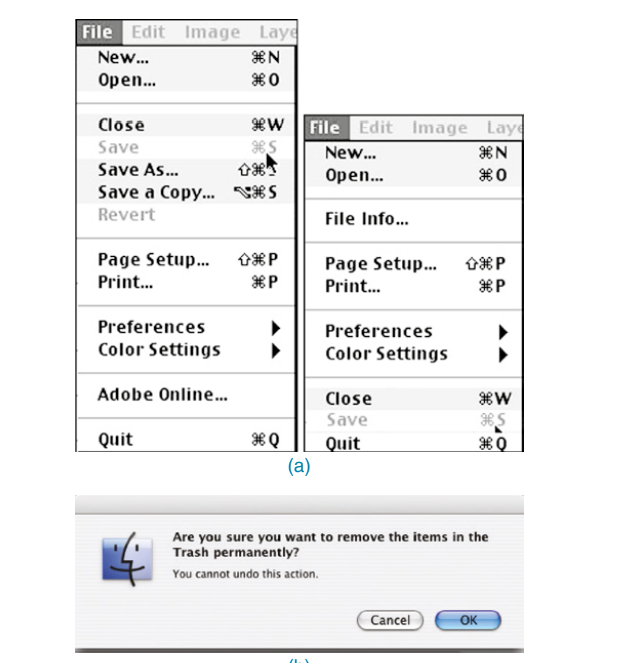 File Edit Image Laye
New... ⌘N
Open... ⌘O
Close ⌘W
Save ⌘S
Save As... ⇧⌘S
Save a Copy... ⌥⌘S
Revert
Page Setup... ⇧⌘P
Print... ⌘P
Preferences ▶
Color Settings ▶
Adobe Online...
Quit ⌘Q
File Edit Image Laye
New... ⌘N
Open... ⌘O
File Info...
Page Setup... ⇧⌘P
Print... ⌘P
Preferences ▶
Color Settings ▶
Close ⌘W
Save ⌘S
Quit ⌘Q
(a)
Are you sure you want to remove the items in the
Trash permanently?
You cannot undo this action.
Cancel OK
(b)